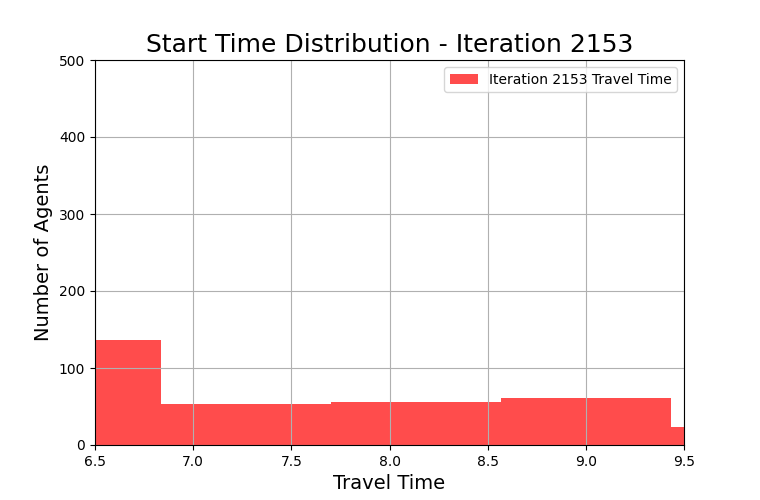 Start Time Distribution - Iteration 2153
Iteration 2153 Travel Time
Number of Agents
500
400
300
200
100
0
6.5 7.0 7.5 8.0 8.5 9.0 9.5
Travel Time